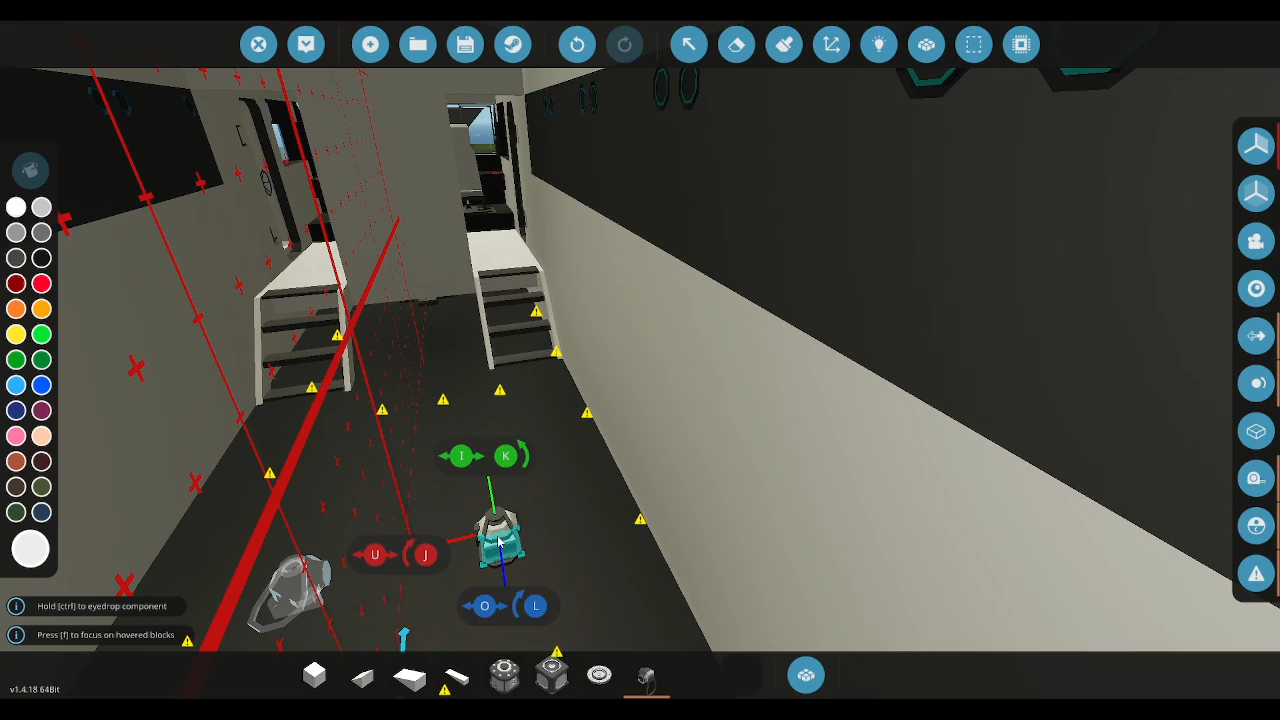 I K
U J
O L
Hold [ctrl] to eyedrop component
Press [f] to focus on hovered blocks
v1.4.18 64Bit